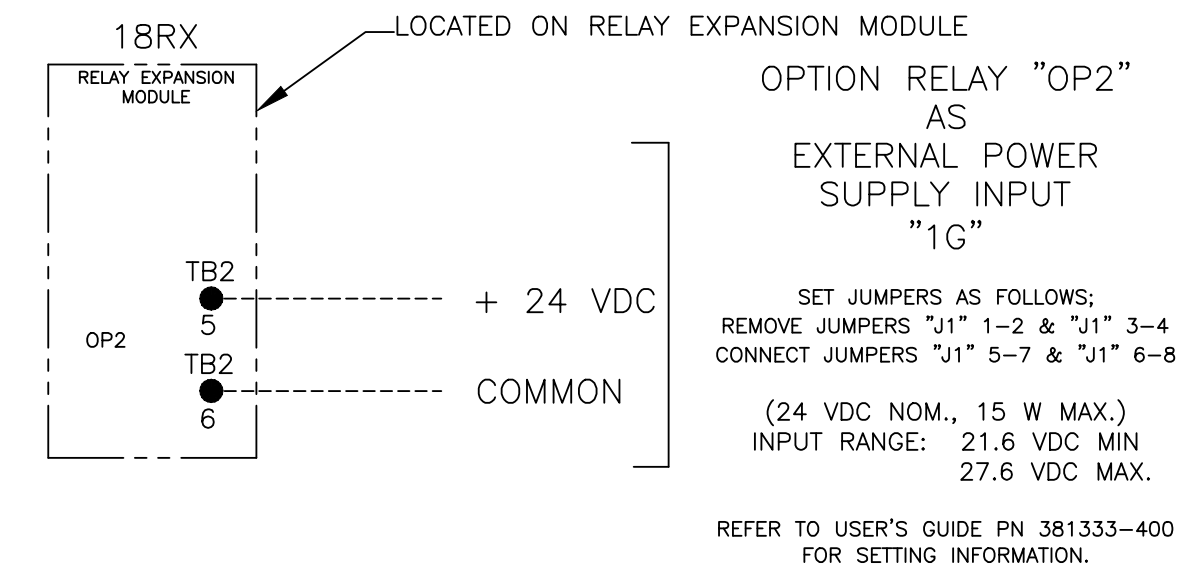 18RX
LOCATED ON RELAY EXPANSION MODULE
RELAY EXPANSION
MODULE
TB2
5
OP2
TB2
6
+ 24 VDC
COMMON
OPTION RELAY "OP2"
AS
EXTERNAL POWER
SUPPLY INPUT
"1G"
SET JUMPERS AS FOLLOWS;
REMOVE JUMPERS "J1" 1-2 & "J1" 3-4
CONNECT JUMPERS "J1" 5-7 & "J1" 6-8
(24 VDC NOM., 15 W MAX.)
INPUT RANGE: 21.6 VDC MIN
27.6 VDC MAX.
REFER TO USER'S GUIDE PN 381333-400
FOR SETTING INFORMATION.